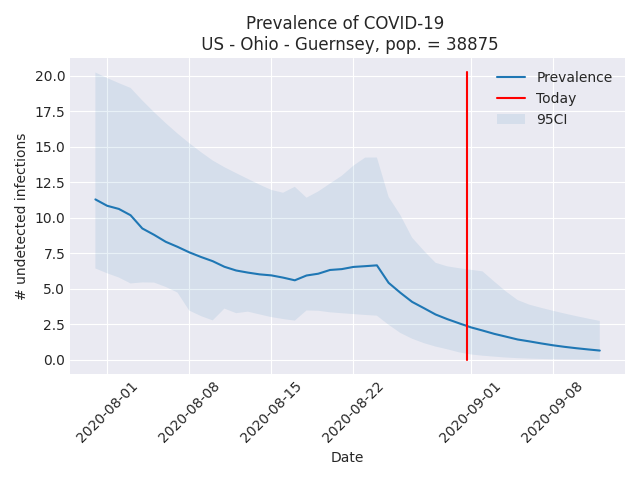 Prevalence of COVID-19
US - Ohio - Guernsey, pop. = 38875
# undetected infections
20.0
17.5
15.0
12.5
10.0
7.5
5.0
2.5
0.0
Prevalence
Today
95CI
2020-08-01
2020-08-08
2020-08-15
2020-08-22
2020-09-01
2020-09-08
Date